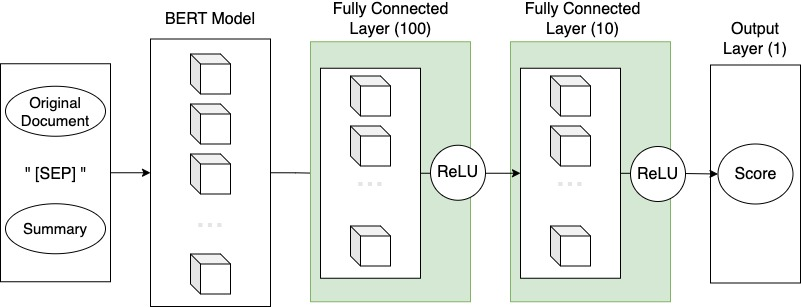 BERT Model
Fully Connected
Layer (100)
Fully Connected
Layer (10)
Output
Layer (1)
Original
Document
" [SEP] "
Summary
...
...
ReLU
...
ReLU
Score